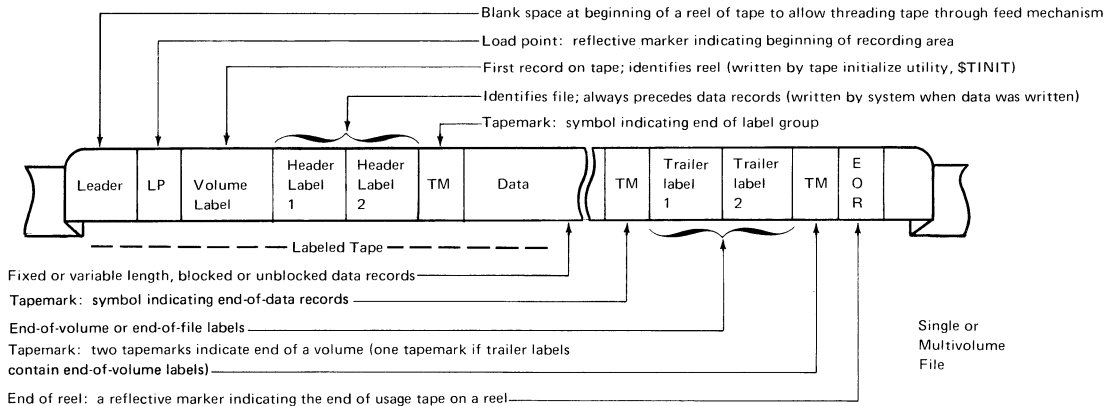 Blank space at beginning of a reel of tape to allow threading tape through feed mechanism
Load point: reflective marker indicating beginning of recording area
First record on tape; identifies reel (written by tape initialize utility, $TINIT)
Identifies file; always precedes data records (written by system when data was written)
Tapemark: symbol indicating end of label group
Leader
LP
Volume
Label
Header
Label
1
Header
Label
2
TM
Data
TM
Trailer
label
1
Trailer
label
2
TM
E
O
R
Labeled Tape
Fixed or variable length, blocked or unblocked data records
Tapemark: symbol indicating end-of-data records
End-of-volume or end-of-file labels
Tapemark: two tapemarks indicate end of a volume (one tapemark if trailer labels
contain end-of-volume labels)
End of reel: a reflective marker indicating the end of usage tape on a reel
Single or
Multivolume
File